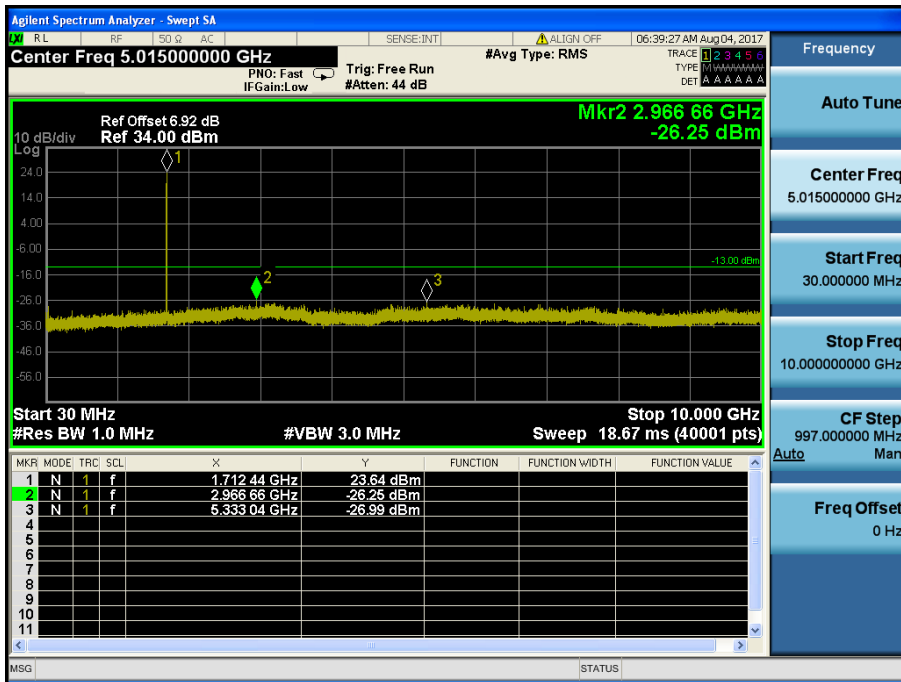 Agilent Spectrum Analyzer - Swept SA
LXI RL RF 50 Ω AC SENSE:INT ALIGN OFF 06:39:27 AM Aug 04, 2017
Center Freq 5.015000000 GHz
PNO: Fast
IFGain:Low
Trig: Free Run
#Atten: 44 dB
#Avg Type: RMS
TRACE 1 2 3 4 5 6
TYPE M WWWWW
DET A A A A A A
Mkr2 2.966 66 GHz
-26.25 dBm
Ref Offset 6.92 dB
10 dB/div Ref 34.00 dBm
Log
24.0
14.0
4.00
-6.00
-16.0
-26.0
-36.0
-46.0
-56.0
1
2
3
-13.00 dBm
Start 30 MHz Stop 10.000 GHz
#Res BW 1.0 MHz #VBW 3.0 MHz Sweep 18.67 ms (40001 pts)
MKR MODE TRC SCL X Y FUNCTION FUNCTION WIDTH FUNCTION VALUE
1 N 1 f 1.712 44 GHz 23.64 dBm
2 N 1 f 2.966 66 GHz -26.25 dBm
3 N 1 f 5.333 04 GHz -26.99 dBm
4
5
6
7
8
9
10
11
MSG STATUS
Frequency
Auto Tune
Center Freq
5.015000000 GHz
Start Freq
30.000000 MHz
Stop Freq
10.000000000 GHz
CF Step
997.000000 MHz
Auto Man
Freq Offset
0 Hz